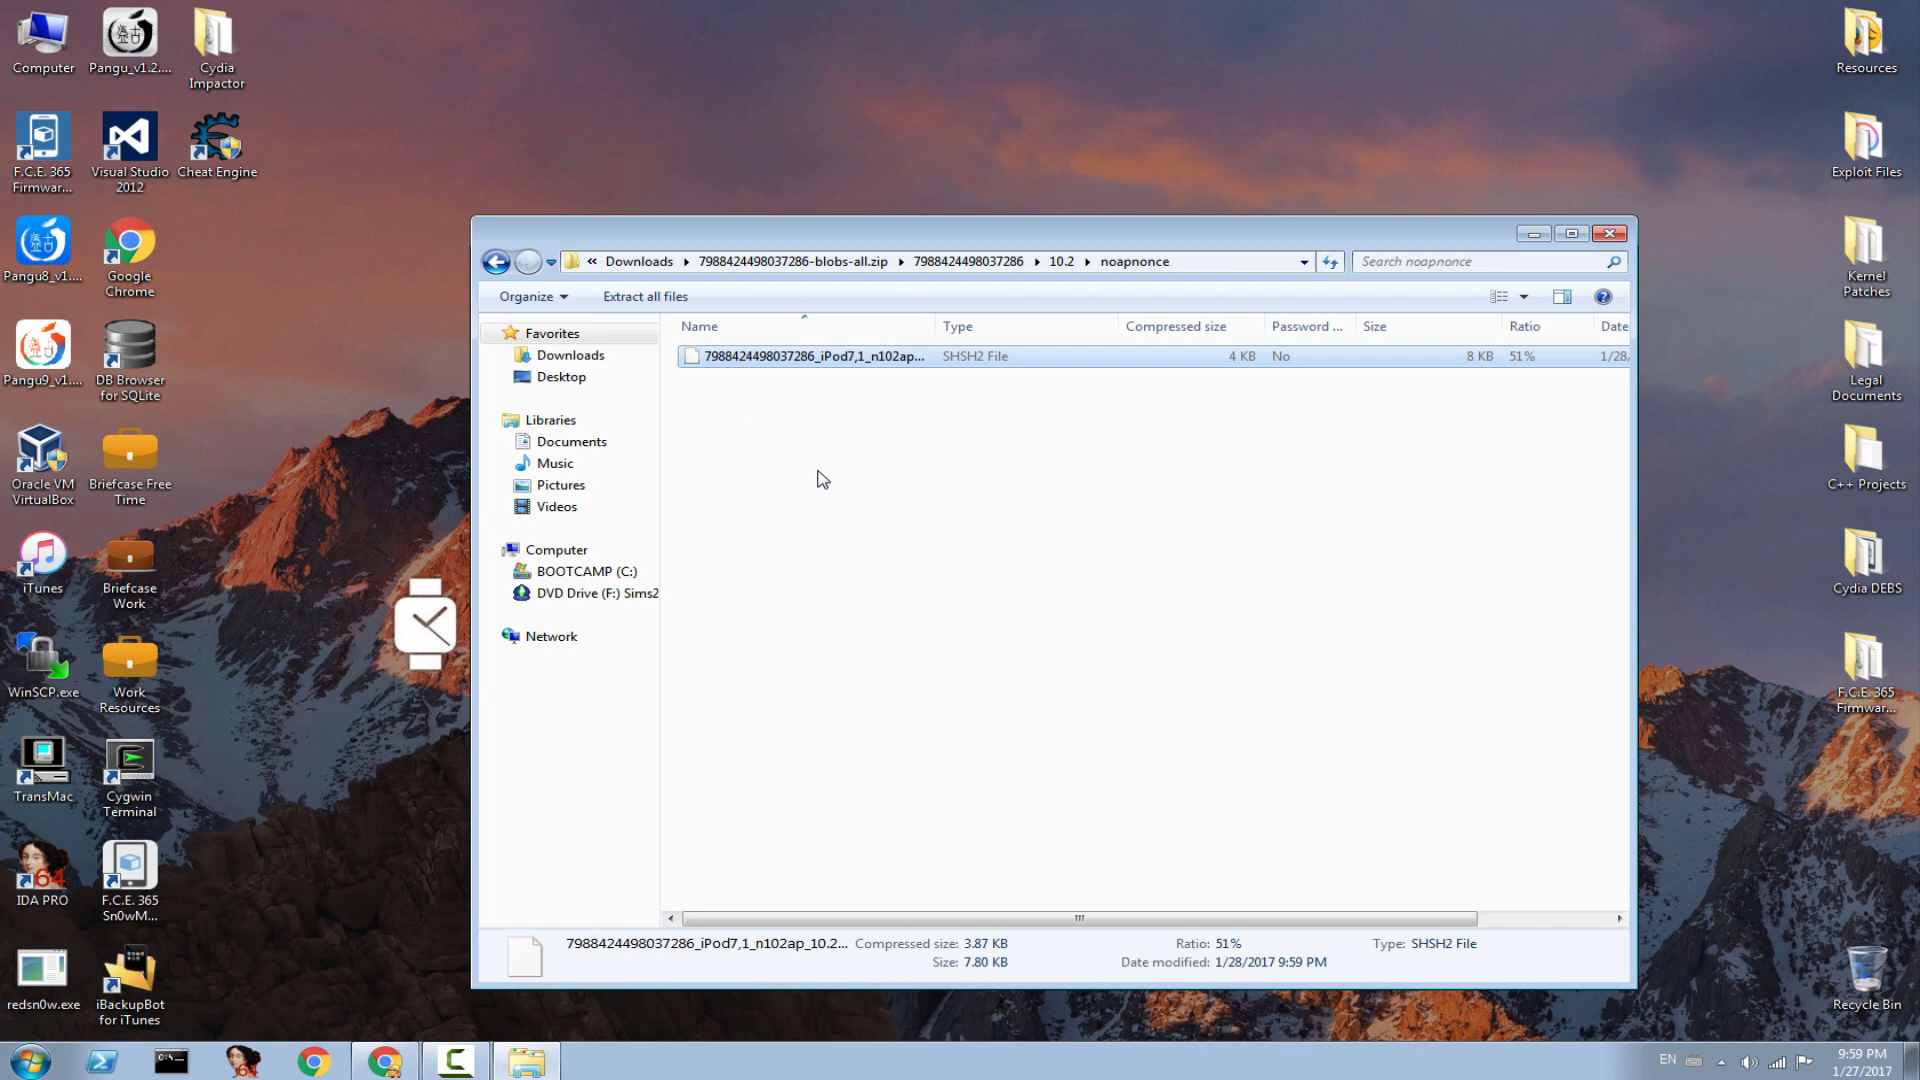 Computer
Pangu_v1.2....
Cydia
Impactor
F.C.E. 365
Firmwar...
Visual Studio
2012
Cheat Engine
Pangu8_v1....
Google
Chrome
Pangu9_v1....
DB Browser
for SQLite
Oracle VM
VirtualBox
Briefcase Free
Time
iTunes
Briefcase
Work
WinSCP.exe
Work
Resources
TransMac
Cygwin
Terminal
64
IDA PRO
F.C.E. 365
Sn0wM...
redsn0w.exe
iBackupBot
for iTunes
« Downloads 7988424498037286-blobs-all.zip 7988424498037286 10.2 noapnonce
Search noapnonce
Organize Extract all files
Name Type Compressed size Password ... Size Ratio Date
7988424498037286_iPod7,1_n102ap... SHSH2 File 4 KB No 8 KB 51% 1/28/
Favorites
Downloads
Desktop
Libraries
Documents
Music
Pictures
Videos
Computer
BOOTCAMP (C:)
DVD Drive (F:) Sims2
Network
7988424498037286_iPod7,1_n102ap_10.2... Compressed size: 3.87 KB Ratio: 51% Type: SHSH2 File
Size: 7.80 KB Date modified: 1/28/2017 9:59 PM
Resources
Exploit Files
Kernel
Patches
Legal
Documents
C++ Projects
Cydia DEBS
F.C.E. 365
Firmwar...
Recycle Bin
C:\
64
EN
9:59 PM
1/27/2017